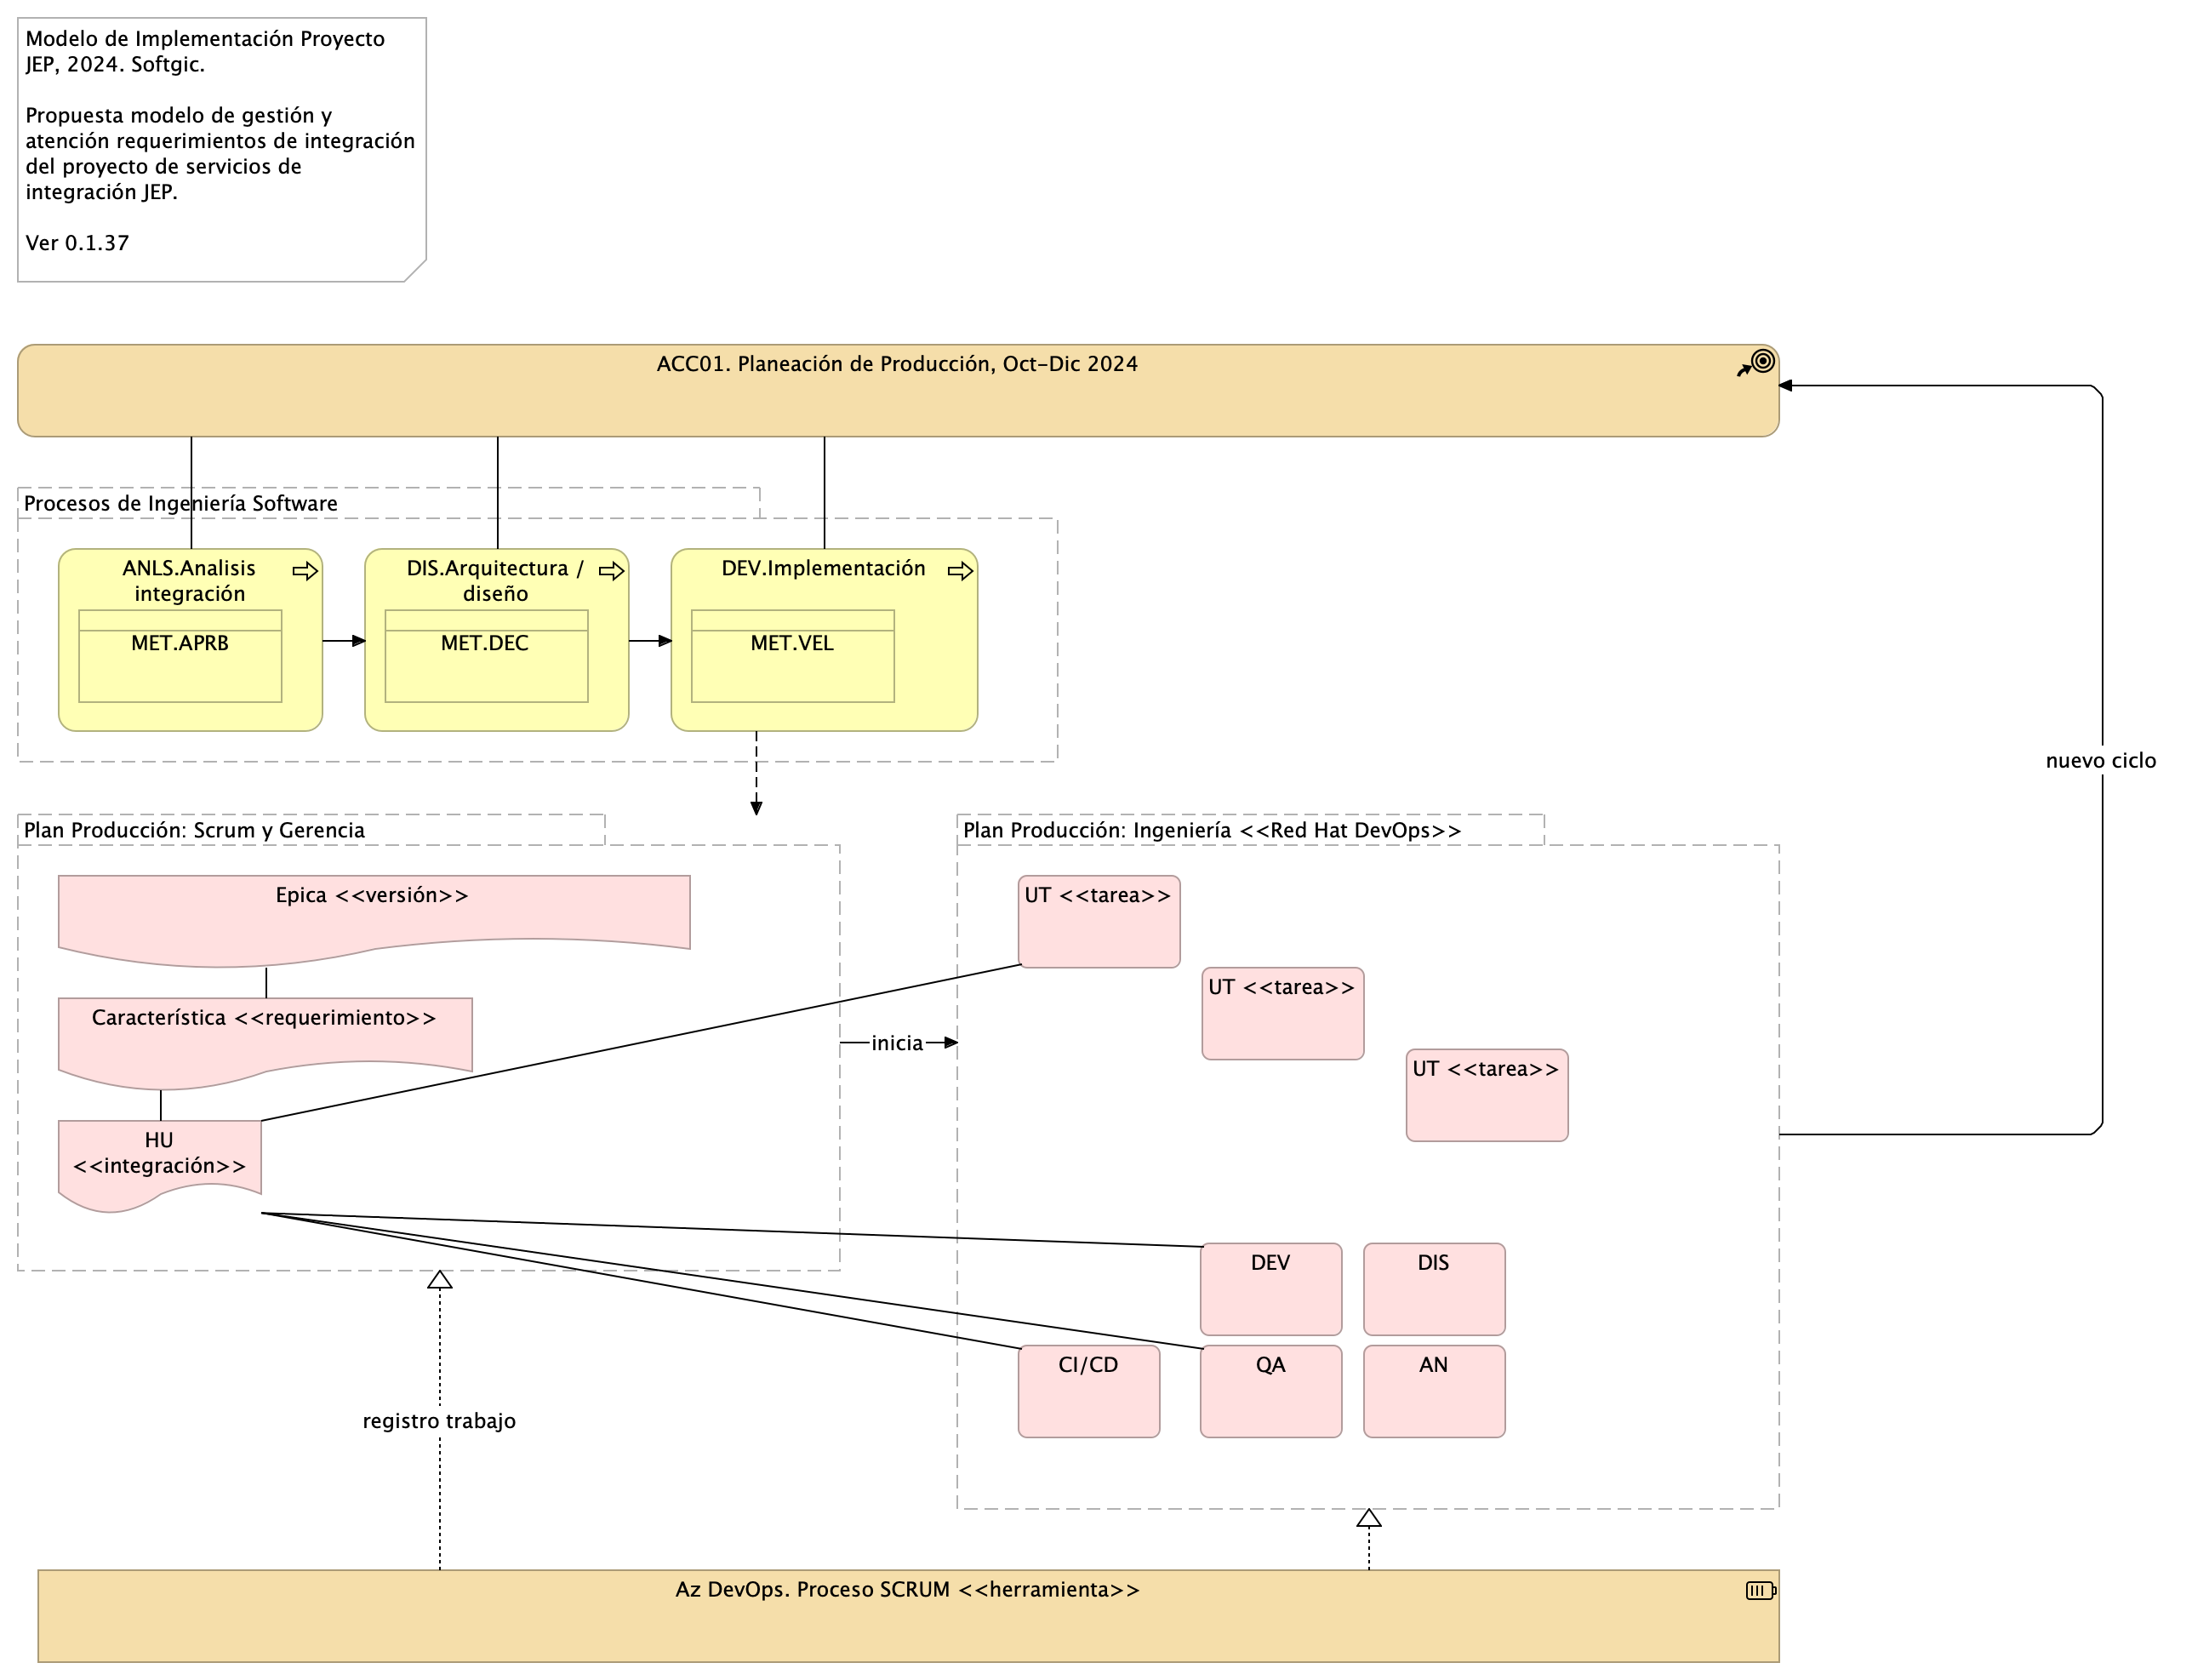 Modelo de Implementación Proyecto
JEP, 2024. Softgic.
Propuesta modelo de gestión y
atención requerimientos de integración
del proyecto de servicios de
integración JEP.
Ver 0.1.37
ACC01. Planeación de Producción, Oct-Dic 2024
Procesos de Ingeniería Software
ANLS.Analisis
integración
MET.APRB
DIS.Arquitectura /
diseño
MET.DEC
DEV.Implementación
MET.VEL
nuevo ciclo
Plan Producción: Scrum y Gerencia
Epica <<versión>>
Característica <<requerimiento>>
HU
<<integración>>
inicia
Plan Producción: Ingeniería <<Red Hat DevOps>>
UT <<tarea>>
UT <<tarea>>
UT <<tarea>>
DEV
DIS
CI/CD
QA
AN
registro trabajo
Az DevOps. Proceso SCRUM <<herramienta>>